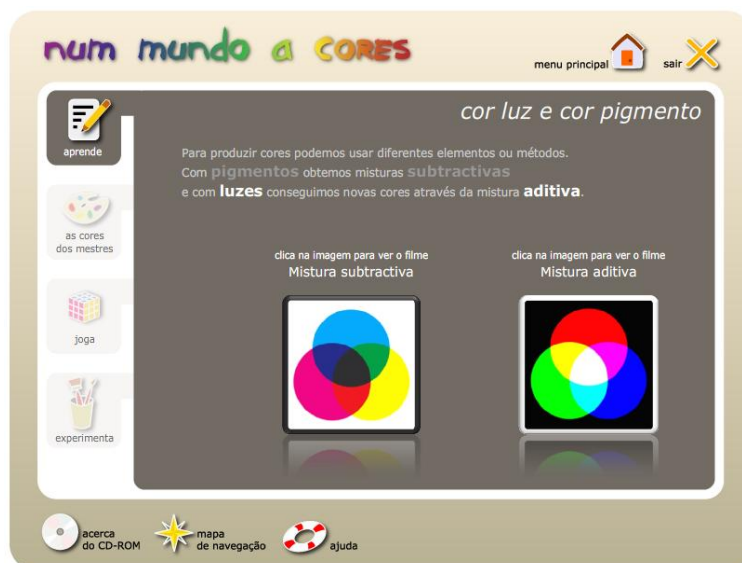 num mundo a CORES
menu principal
sair
aprende
cor luz e cor pigmento
Para produzir cores podemos usar diferentes elementos ou métodos.
Com pigmentos obtemos misturas subtractivas
e com luzes conseguimos novas cores através da mistura aditiva.
as cores
dos mestres
clica na imagem para ver o filme
Mistura subtractiva
clica na imagem para ver o filme
Mistura aditiva
joga
experimenta
acerca
do CD-ROM
mapa
de navegação
ajuda